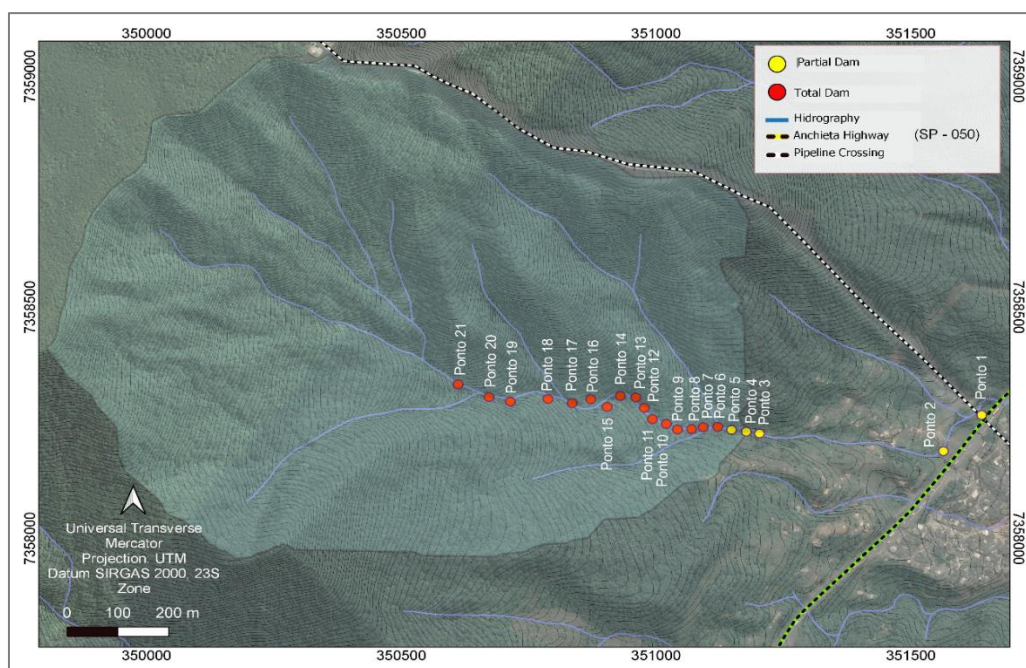 350000 350500 351000 351500
7359000
7358500
7358000
7359000
7358500
7358000
Partial Dam
Total Dam
Hidrography
Anchieta Highway (SP - 050)
Pipeline Crossing
Ponto 21
Ponto 20
Ponto 19
Ponto 18
Ponto 17
Ponto 16
Ponto 15
Ponto 14
Ponto 13
Ponto 12
Ponto 11
Ponto 10
Ponto 9
Ponto 8
Ponto 7
Ponto 6
Ponto 5
Ponto 4
Ponto 3
Ponto 2
Ponto 1
Universal Transverse
Mercator
Projection. UTM
Datum SIRGAS 2000 23S
Zone
0 100 200 m
350000 350500 351000 351500